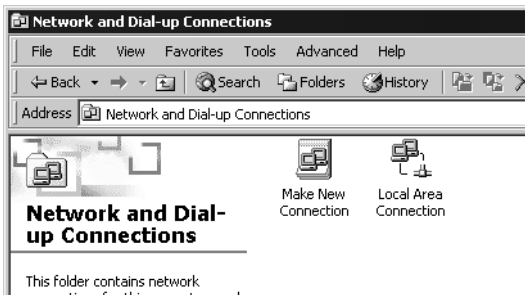 Network and Dial-up Connections
File Edit View Favorites Tools Advanced Help
Back Search Folders History
Address Network and Dial-up Connections
Make New Connection
Local Area Connection
Network and Dial-
up Connections
This folder contains network